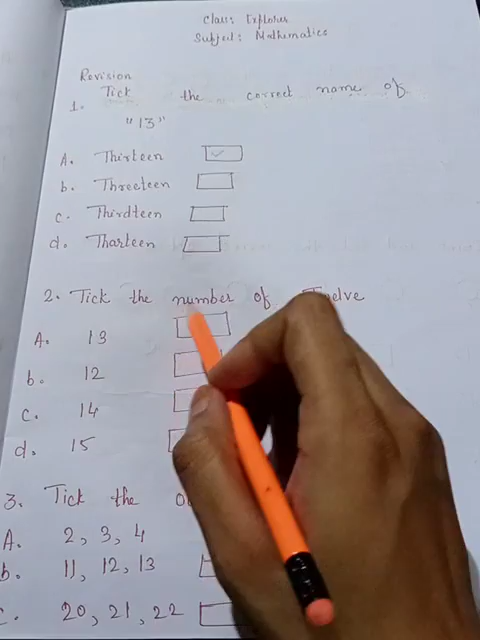 Class: Explorer
Subject: Mathematics
Revision
1. Tick the correct name of
"13"
A. Thirteen
b. Threeteen
c. Thirdteen
d. Tharteen
2. Tick the number of Twelve
A. 13
b. 12
c. 14
d. 15
3. Tick the
A. 2, 3, 4
b. 11, 12, 13
c. 20, 21, 22